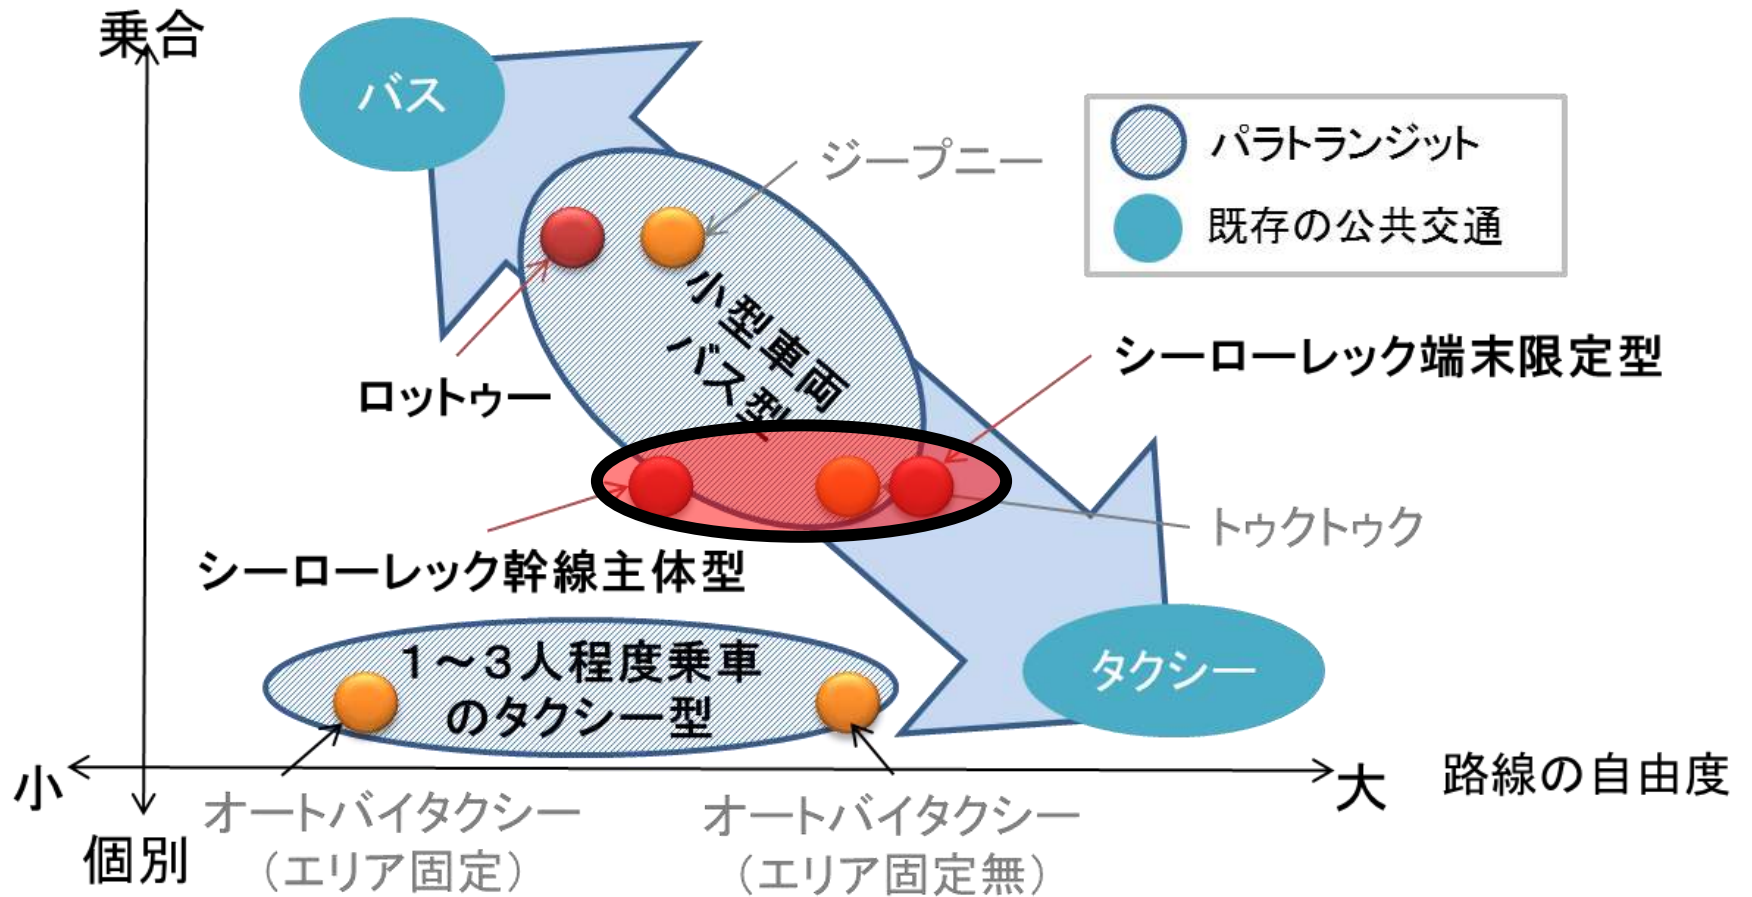 乗合
バス
パラトランジット
既存の公共交通
ジープニー
小型車両
バス型
ロットゥー
シーローレック端末限定型
トゥクトゥク
シーローレック幹線主体型
1～3人程度乗車
のタクシー型
タクシー
小
大
路線の自由度
個別
オートバイタクシー
（エリア固定）
オートバイタクシー
（エリア固定無）